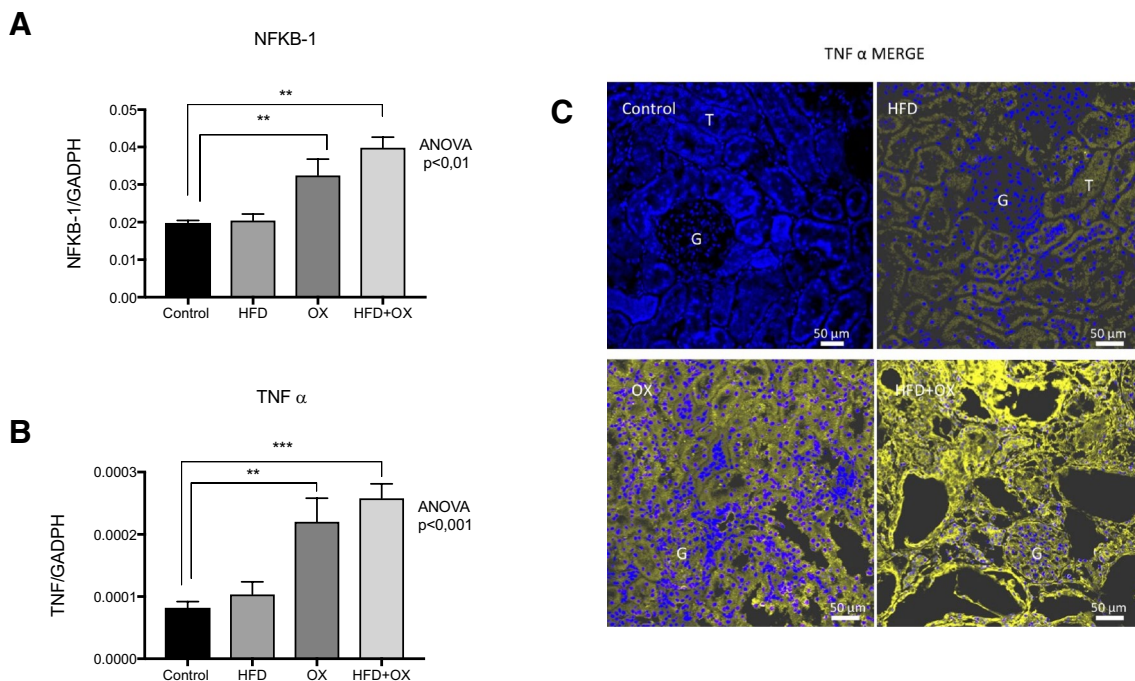 A
NFKB-1
NFKB-1/GADPH
0.05
0.04
0.03
0.02
0.01
0.00
**
**
ANOVA
p<0,01
Control
HFD
OX
HFD+OX
B
TNF α
TNF/GADPH
0.0003
0.0002
0.0001
0.0000
***
**
ANOVA
p<0,001
Control
HFD
OX
HFD+OX
C
TNF α MERGE
Control
T
G
50 µm
HFD
T
G
50 µm
OX
G
50 µm
HFD+OX
G
50 µm